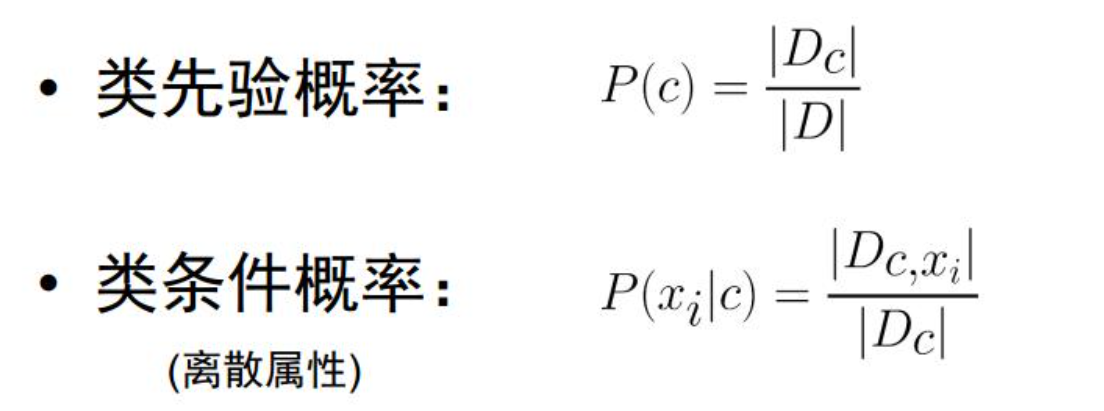 • 类先验概率： P(c) = |D_c| / |D|
• 类条件概率： P(x_i|c) = |D_{c,x_i}| / |D_c|
(离散属性)